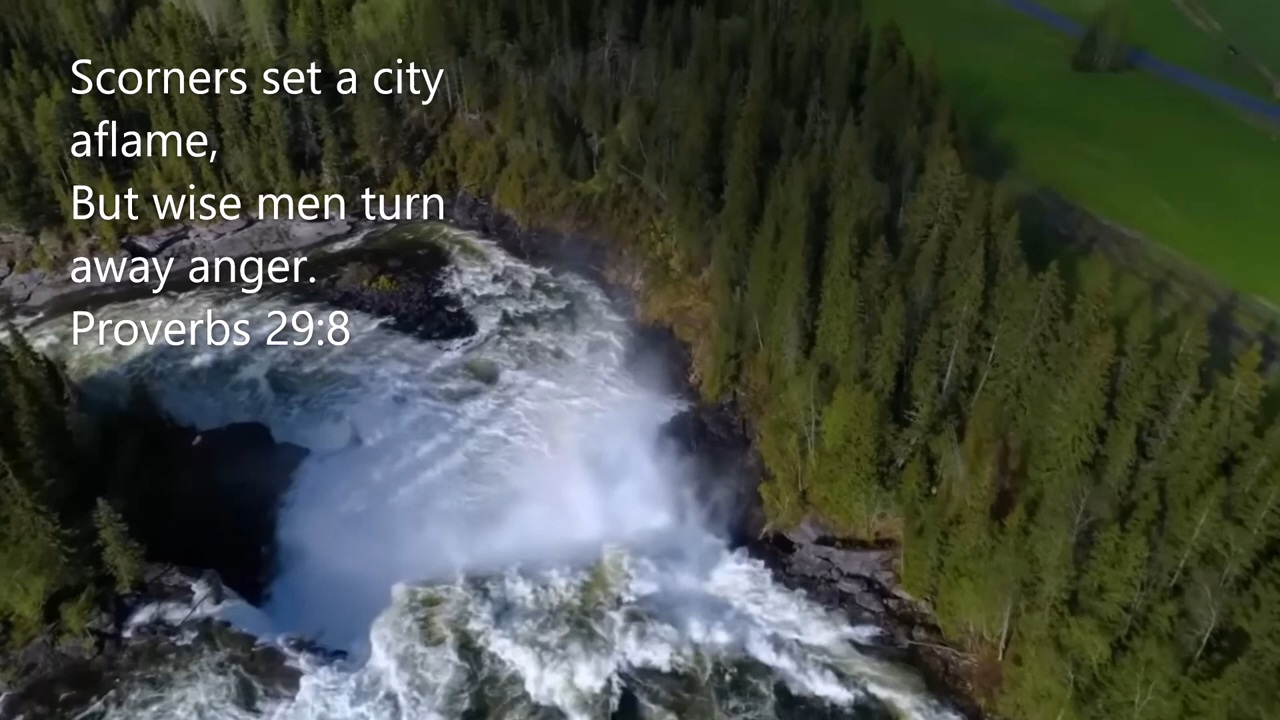 Scorners set a city
aflame,
But wise men turn
away anger.
Proverbs 29:8